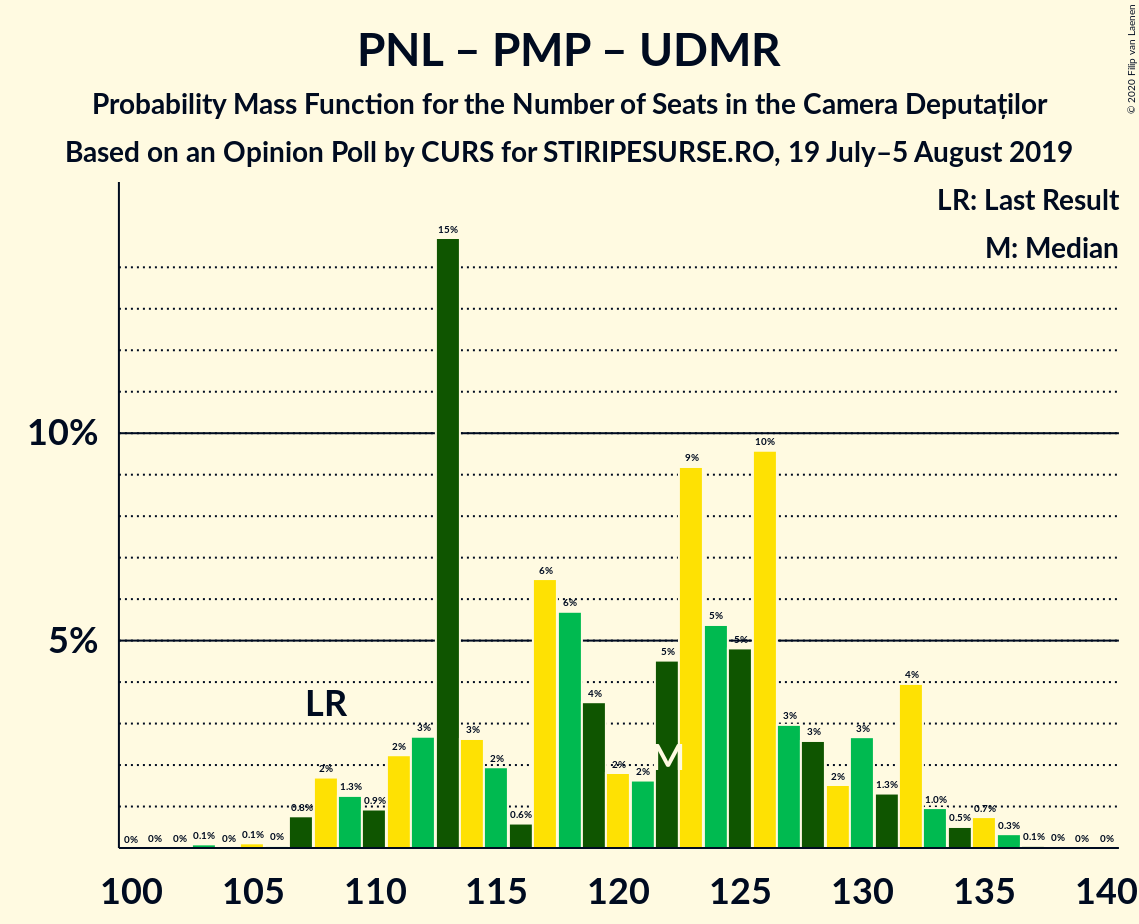 © 2020 Filip van Laenen
PNL – PMP – UDMR
Probability Mass Function for the Number of Seats in the Camera Deputaților
Based on an Opinion Poll by CURS for STIRIPESURSE.RO, 19 July–5 August 2019
LR: Last Result
M: Median
10%
5%
LR
M
0% 0% 0% 0.1% 0% 0.1% 0% 0.8% 2% 1.3% 0.9% 2% 3% 15% 3% 2% 0.6% 6% 6% 4% 2% 2% 5% 9% 5% 5% 10% 3% 3% 2% 3% 1.3% 4% 1.0% 0.5% 0.7% 0.3% 0.1% 0% 0% 0%
100 105 110 115 120 125 130 135 140